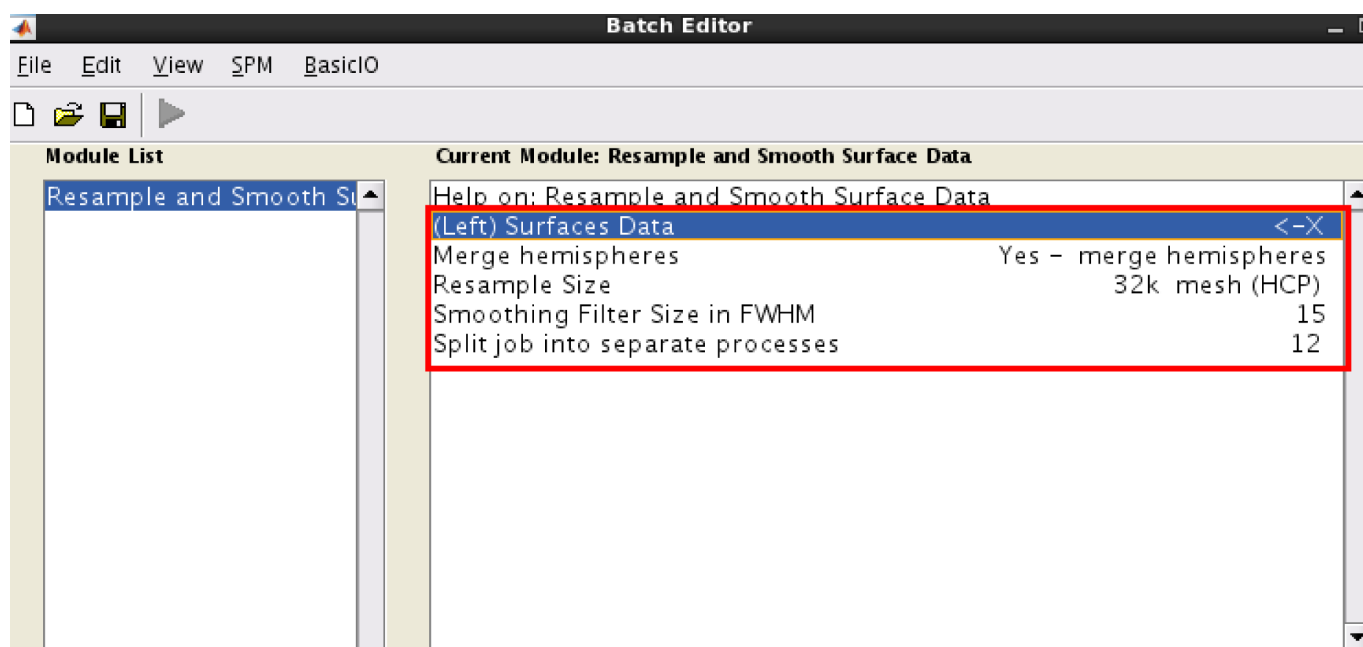 Batch Editor
File Edit View SPM BasicIO
Module List
Current Module: Resample and Smooth Surface Data
Resample and Smooth Su
Help on: Resample and Smooth Surface Data
(Left) Surfaces Data <-X
Merge hemispheres Yes - merge hemispheres
Resample Size 32k mesh (HCP)
Smoothing Filter Size in FWHM 15
Split job into separate processes 12